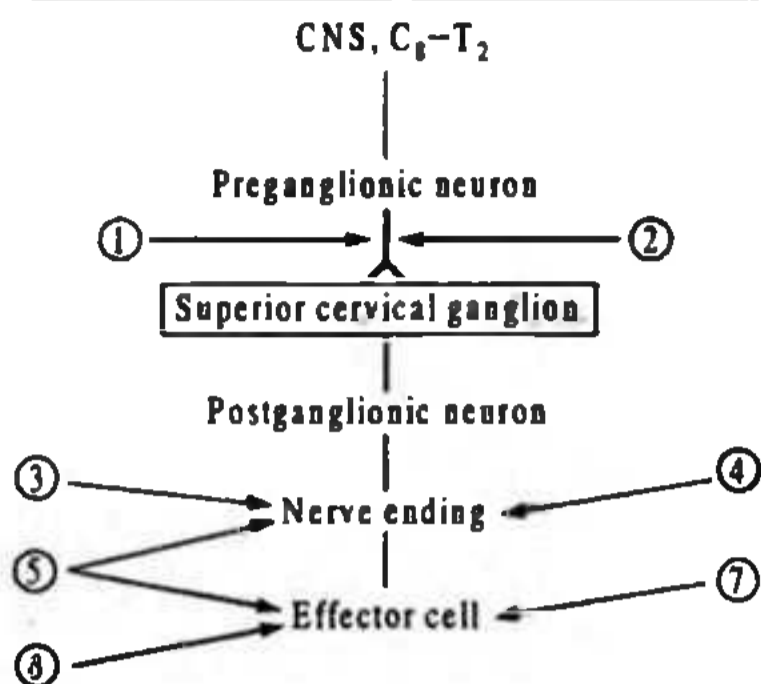 CNS, C₈–T₂
Preganglionic neuron
① ②
Superior cervical ganglion
Postganglionic neuron
③ ④
Nerve ending
⑤ ⑦
Effector cell